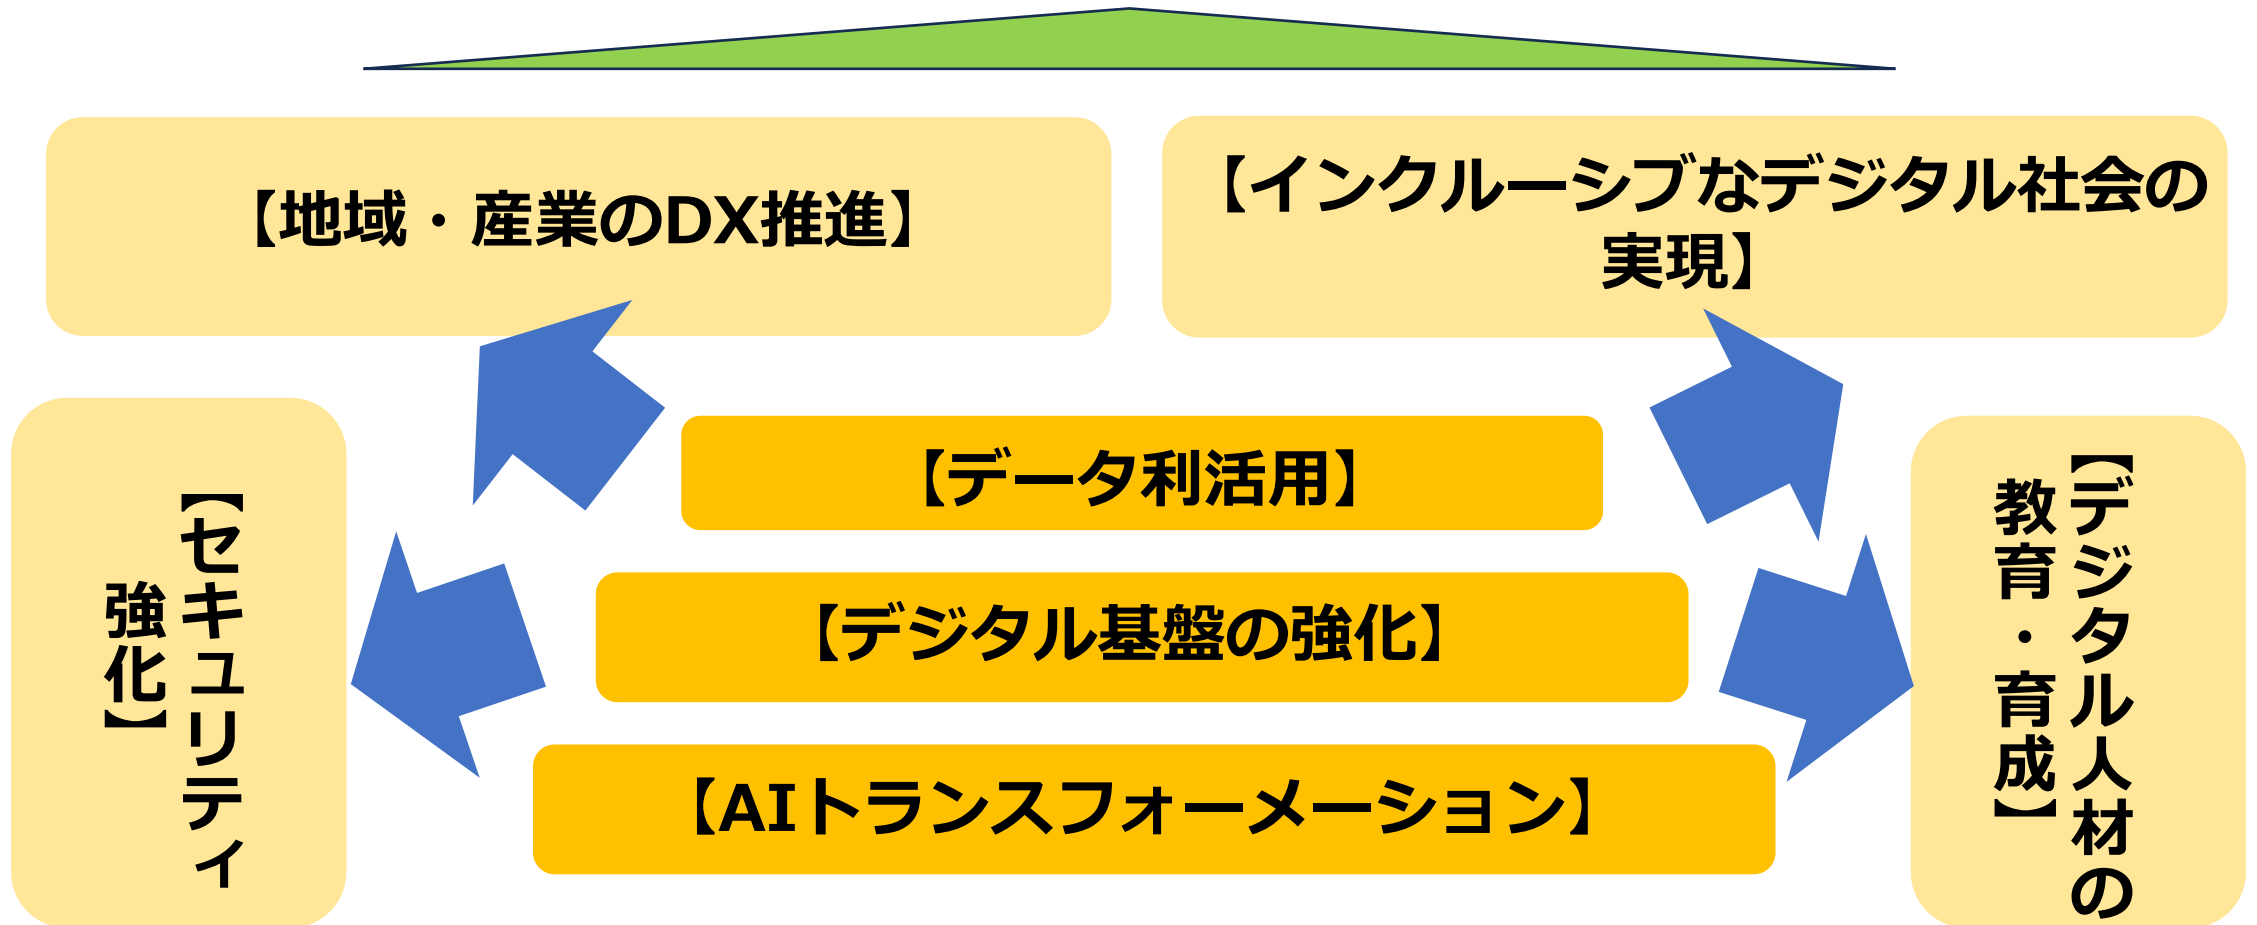 【地域・産業のDX推進】
【インクルーシブなデジタル社会の
実現】
【データ利活用】
【デジタル基盤の強化】
【AIトランスフォーメーション】
【セキュリティ
強化】
【デジタル人材の
教育・育成】